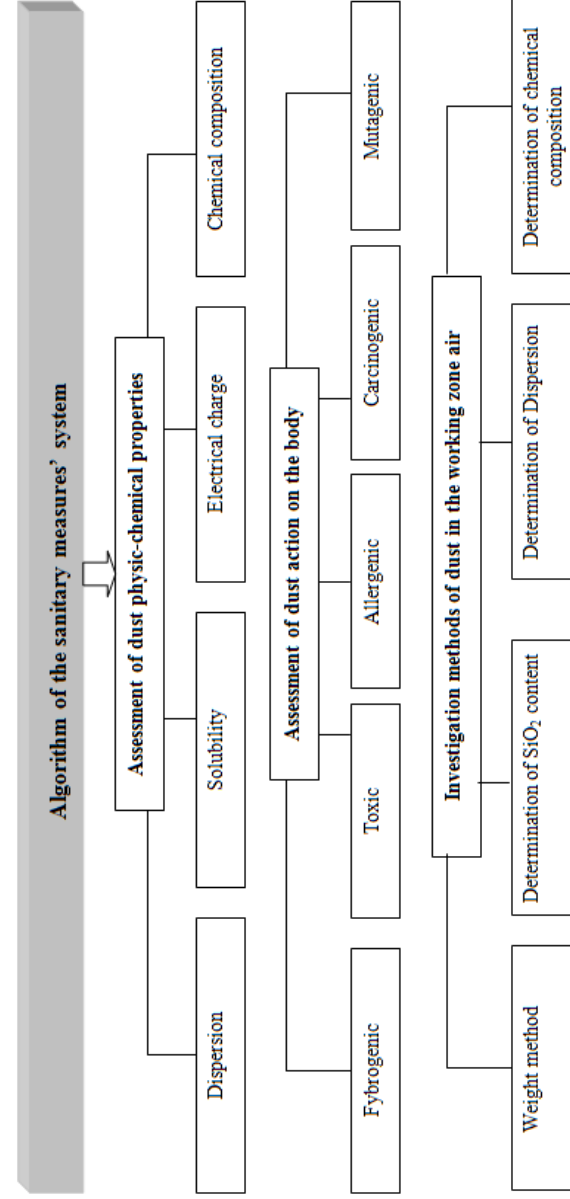 Algorithm of the sanitary measures’ system
Assessment of dust physic-chemical properties
Dispersion
Solubility
Electrical charge
Chemical composition
Assessment of dust action on the body
Fybrogenic
Toxic
Allergenic
Carcinogenic
Mutagenic
Investigation methods of dust in the working zone air
Weight method
Determination of SiO₂ content
Determination of Dispersion
Determination of chemical
composition